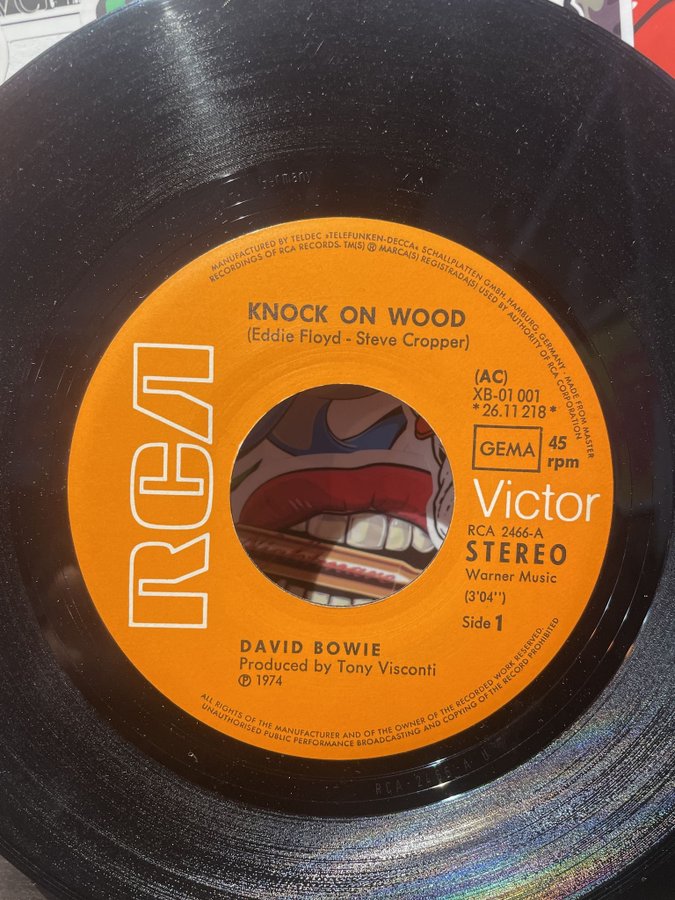 MANUFACTURED BY TELDEC »TELEFUNKEN-DECCA« SCHALLPLATTEN GMBH, HAMBURG, GERMANY · MADE FROM MASTER
RECORDINGS OF RCA RECORDS TM(S) ® MARCA(S) REGISTRADA(S) USED BY AUTHORITY OF RCA CORPORATION
KNOCK ON WOOD
(Eddie Floyd - Steve Cropper)
(AC)
XB-01 001
* 26.11 218 *
GEMA
45
rpm
RCA
Victor
RCA 2466-A
STEREO
Warner Music
(3'04'')
Side 1
DAVID BOWIE
Produced by Tony Visconti
℗ 1974
ALL RIGHTS OF THE MANUFACTURER AND OF THE OWNER OF THE RECORDED WORK RESERVED.
UNAUTHORISED PUBLIC PERFORMANCE BROADCASTING AND COPYING OF THE RECORD PROHIBITED